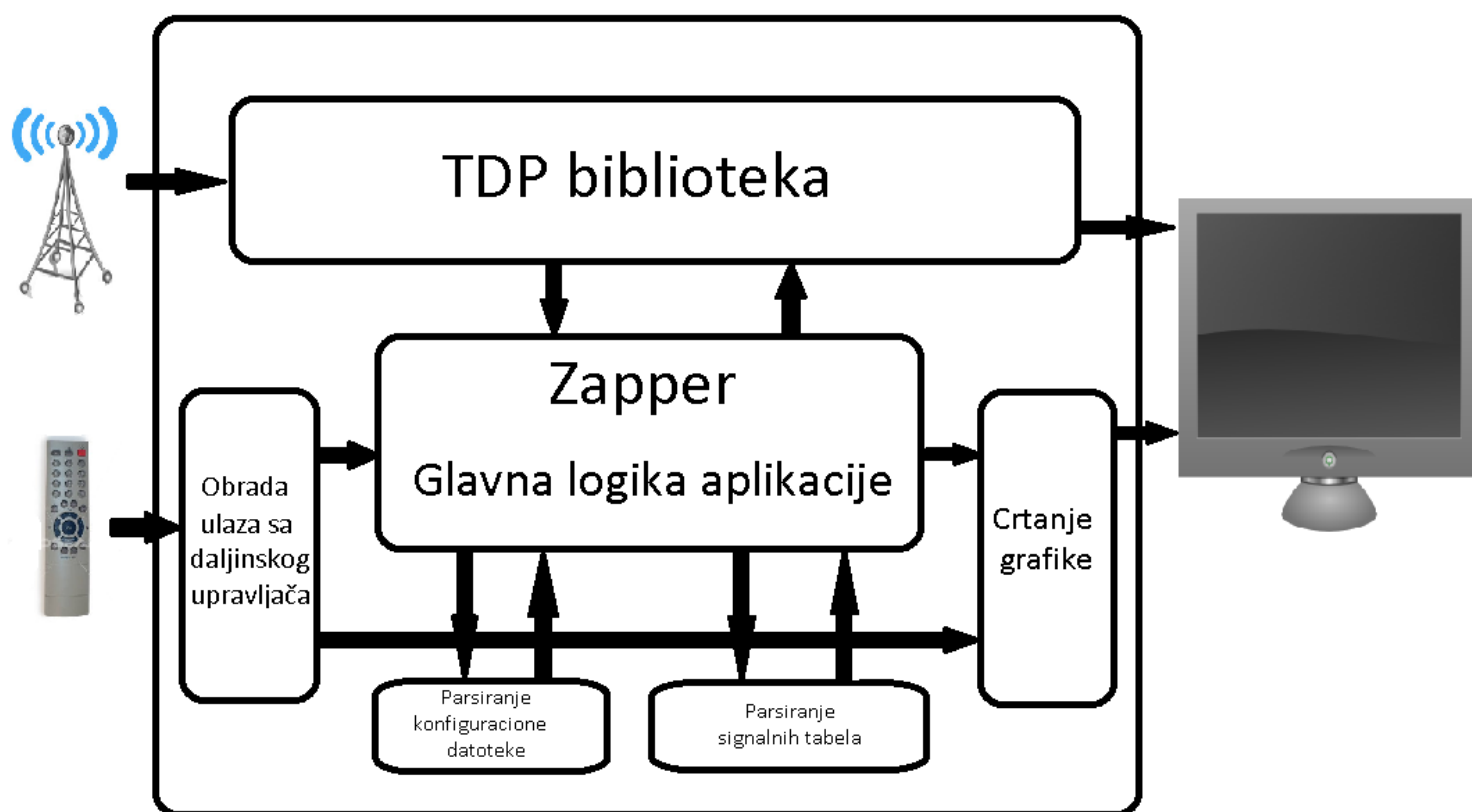 TDP biblioteka
Zapper
Glavna logika aplikacije
Obrada
ulaza sa
daljinskog
upravljača
Crtanje
grafike
Parsiranje
konfiguracione
datoteke
Parsiranje
signalnih tabela